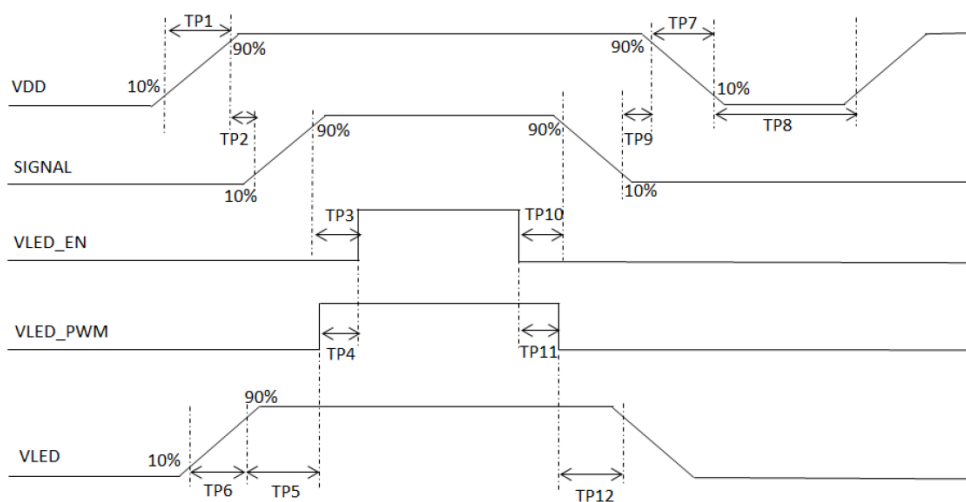 TP1
TP7
90%
90%
VDD
10%
10%
TP2
90%
90%
TP9
TP8
SIGNAL
10%
10%
TP3
TP10
VLED_EN
VLED_PWM
TP4
TP11
90%
VLED
10%
TP6
TP5
TP12